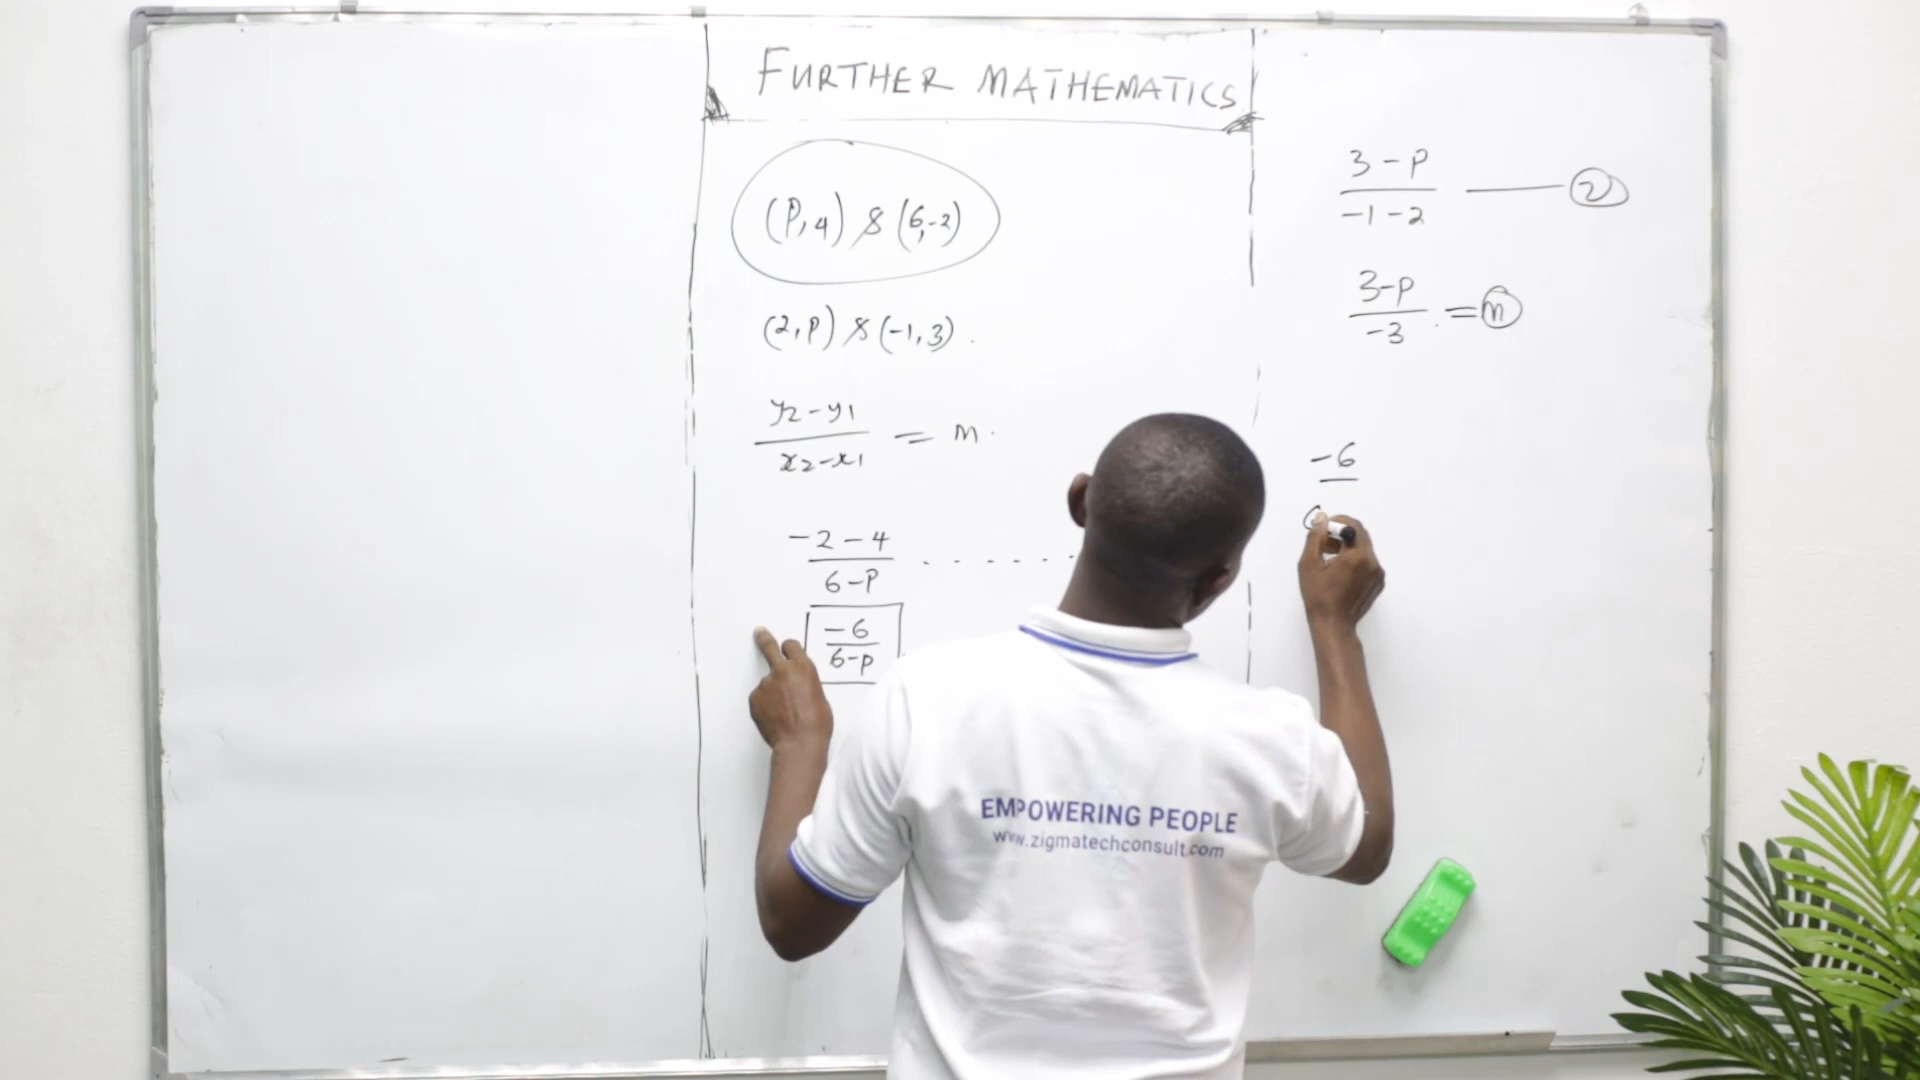 FURTHER MATHEMATICS
(P, 4) & (6, -2)
(2, P) & (-1, 3).
y2 - y1
x2 - x1 = m.
-2 - 4
6 - P
-6
6 - P
3 - P
-1 - 2 2
3 - P
-3 = m
-6
EMPOWERING PEOPLE
www.zigmatechconsult.com